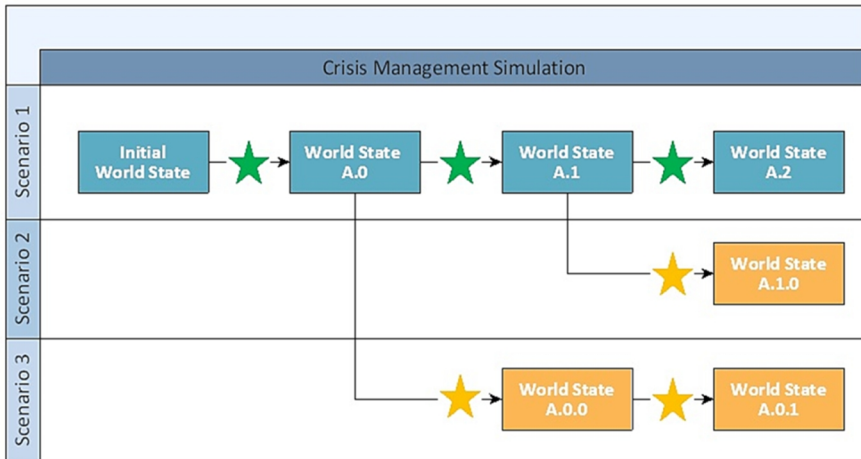 Crisis Management Simulation
Scenario 1
Initial
World State
World State
A.0
World State
A.1
World State
A.2
Scenario 2
World State
A.1.0
Scenario 3
World State
A.0.0
World State
A.0.1